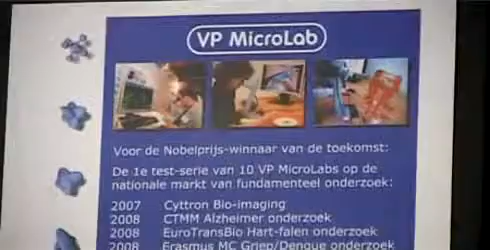 VP MicroLab
Voor de Nobelprijs-winnaar van de toekomst:
De 1e test-serie van 10 VP MicroLabs op de
nationale markt van fundamenteel onderzoek:
2007 Cyttron Bio-imaging
2008 CTMM Alzheimer onderzoek
2008 EuroTransBio Hart-falen onderzoek
2008 Erasmus MC Griep/Dengue onderzoek